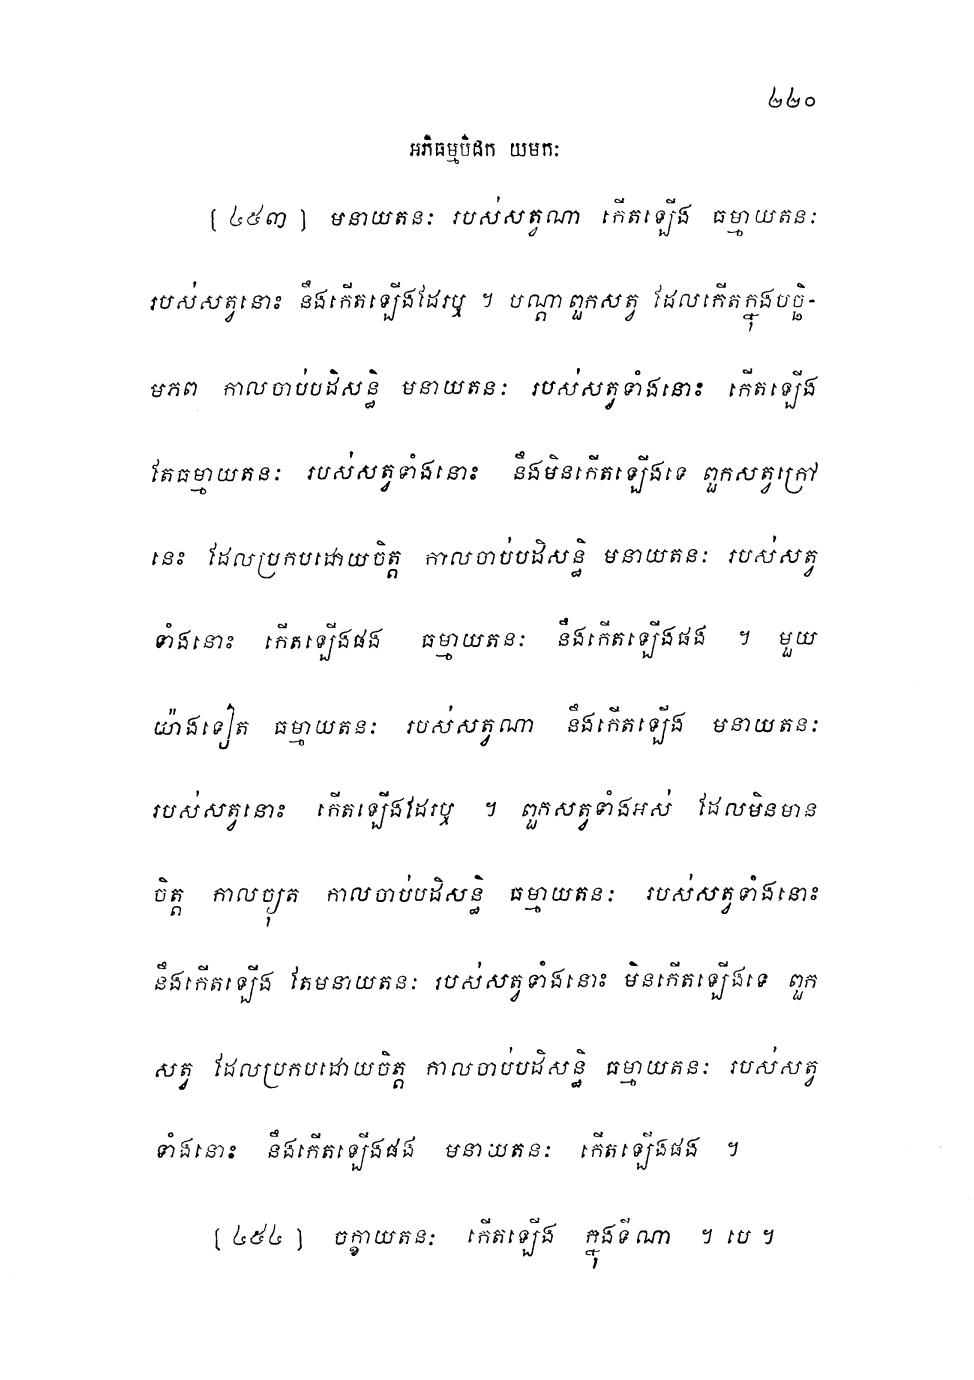 ២២០
អភិធម្មបិដក យមកៈ
[ ៤៥៣ ] មនាយតនៈ របស់សត្វណា កើតឡើង ធម្មាយតនៈ
របស់សត្វនោះ នឹងកើតឡើងដែរឬ ។ បណ្តាពួកសត្វ ដែលកើតក្នុងបច្ឆិ-
មភព កាលចាប់បដិសន្ធិ មនាយតនៈ របស់សត្វទាំងនោះ កើតឡើង
តែធម្មាយតនៈ របស់សត្វទាំងនោះ នឹងមិនកើតឡើងទេ ពួកសត្វក្រៅ
នេះ ដែលប្រកបដោយចិត្ត កាលចាប់បដិសន្ធិ មនាយតនៈ របស់សត្វ
ទាំងនោះ កើតឡើងផង ធម្មាយតនៈ នឹងកើតឡើងផង ។ មួយ
យ៉ាងទៀត ធម្មាយតនៈ របស់សត្វណា នឹងកើតឡើង មនាយតនៈ
របស់សត្វនោះ កើតឡើងដែរឬ ។ ពួកសត្វទាំងអស់ ដែលមិនមាន
ចិត្ត កាលច្យុត កាលចាប់បដិសន្ធិ ធម្មាយតនៈ របស់សត្វទាំងនោះ
នឹងកើតឡើង តែមនាយតនៈ របស់សត្វទាំងនោះ មិនកើតឡើងទេ ពួក
សត្វ ដែលប្រកបដោយចិត្ត កាលចាប់បដិសន្ធិ ធម្មាយតនៈ របស់សត្វ
ទាំងនោះ នឹងកើតឡើងផង មនាយតនៈ កើតឡើងផង ។
[ ៤៥៤ ] ចក្ខាយតនៈ កើតឡើង ក្នុងទីណា ។ បេ ។